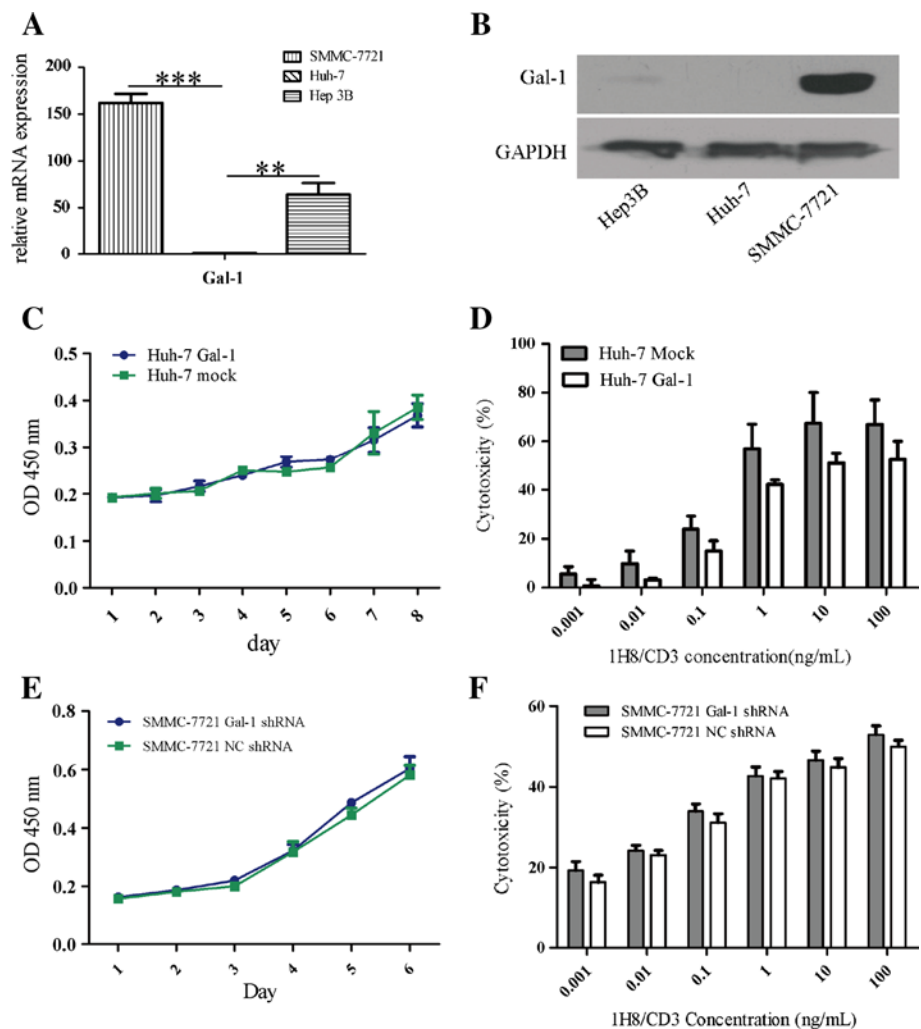 A
relative mRNA expression
200
150
100
50
0
***
**
SMMC-7721
Huh-7
Hep 3B
Gal-1
B
Gal-1
GAPDH
Hep3B
Huh-7
SMMC-7721
C
OD 450 nm
0.5
0.4
0.3
0.2
0.1
0.0
Huh-7 Gal-1
Huh-7 mock
1 2 3 4 5 6 7 8
day
D
Cytotoxicity (%)
100
80
60
40
20
0
Huh-7 Mock
Huh-7 Gal-1
0.001 0.01 0.1 1 10 100
1H8/CD3 concentration(ng/mL)
E
OD 450 nm
0.8
0.6
0.4
0.2
0.0
SMMC-7721 Gal-1 shRNA
SMMC-7721 NC shRNA
1 2 3 4 5 6
Day
F
Cytotoxicity (%)
60
40
20
0
SMMC-7721 Gal-1 shRNA
SMMC-7721 NC shRNA
0.001 0.01 0.1 1 10 100
1H8/CD3 Concentration (ng/mL)